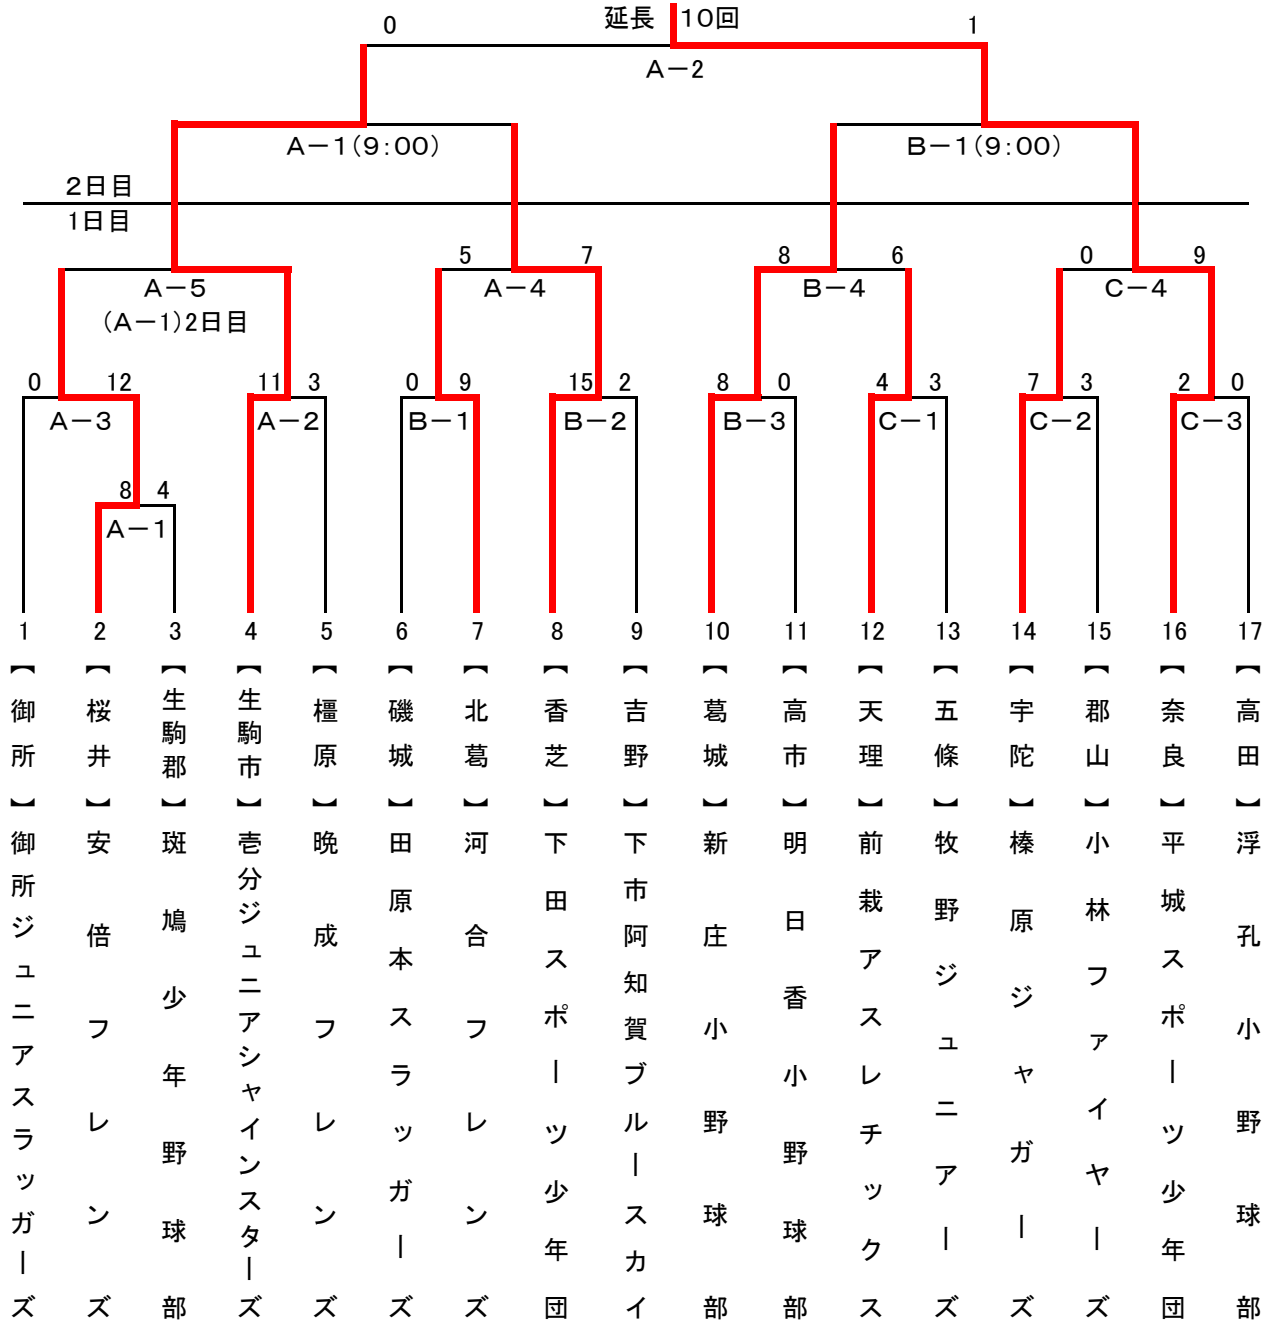 延長 10回
0 1
A－2
A－1(9:00) B－1(9:00)
2日目
1日目
5 7 8 6 0 9
A－5 A－4 B－4 C－4
(A－1)2日目
0 12 11 3 0 9 15 2 8 0 4 3 7 3 2 0
A－3 A－2 B－1 B－2 B－3 C－1 C－2 C－3
8 4
A－1
1 2 3 4 5 6 7 8 9 10 11 12 13 14 15 16 17
【御所】御所ジュニアスラッガーズ
【桜井】安倍フレンズ
【生駒郡】斑鳩少年野球部
【生駒市】壱分ジュニアシャインスターズ
【橿原】晩成フレンズ
【磯城】田原本スラッガーズ
【北葛】河合フレンズ
【香芝】下田スポーツ少年団
【吉野】下市阿知賀ブルースカイ
【葛城】新庄小野球部
【高市】明日香小野球部
【天理】前栽アスレチックス
【五條】牧野ジュニアーズ
【宇陀】榛原ジャガーズ
【郡山】小林ファイヤーズ
【奈良】平城スポーツ少年団
【高田】浮孔小野球部